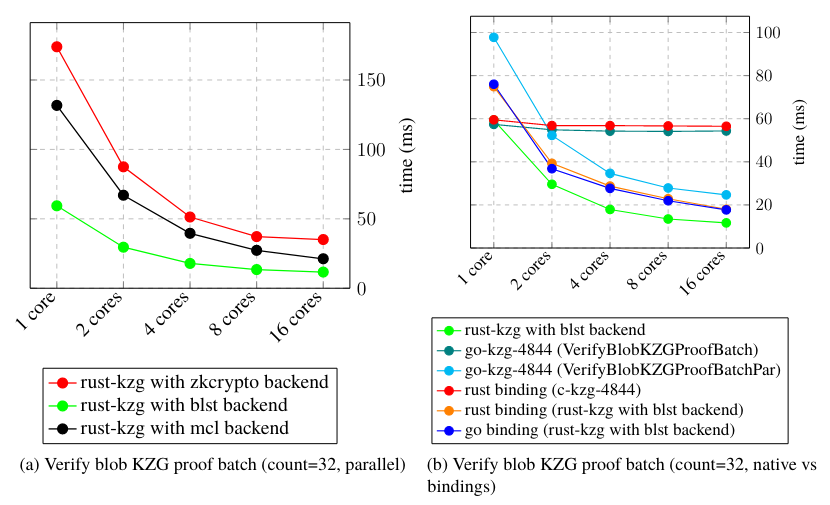 150
100
50
0
time (ms)
1 core
2 cores
4 cores
8 cores
16 cores
rust-kzg with zkcrypto backend
rust-kzg with blst backend
rust-kzg with mcl backend
(a) Verify blob KZG proof batch (count=32, parallel)
100
80
60
40
20
0
time (ms)
1 core
2 cores
4 cores
8 cores
16 cores
rust-kzg with blst backend
go-kzg-4844 (VerifyBlobKZGProofBatch)
go-kzg-4844 (VerifyBlobKZGProofBatchPar)
rust binding (c-kzg-4844)
rust binding (rust-kzg with blst backend)
go binding (rust-kzg with blst backend)
(b) Verify blob KZG proof batch (count=32, native vs
bindings)